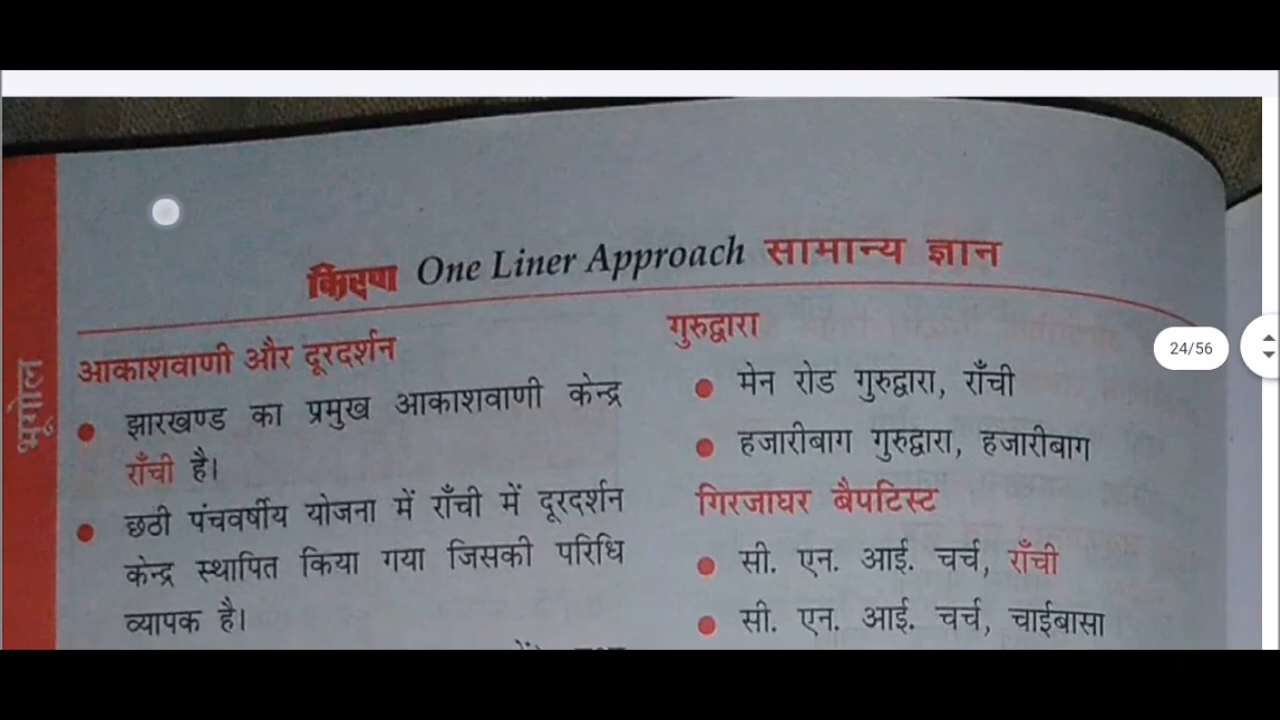 किरण One Liner Approach सामान्य ज्ञान
भूगोल
आकाशवाणी और दूरदर्शन
झारखण्ड का प्रमुख आकाशवाणी केन्द्र
राँची है।
छठी पंचवर्षीय योजना में राँची में दूरदर्शन
केन्द्र स्थापित किया गया जिसकी परिधि
व्यापक है।
गुरुद्वारा
मेन रोड गुरुद्वारा, राँची
हजारीबाग गुरुद्वारा, हजारीबाग
गिरजाघर बैपटिस्ट
सी. एन. आई. चर्च, राँची
सी. एन. आई. चर्च, चाईबासा
24/56